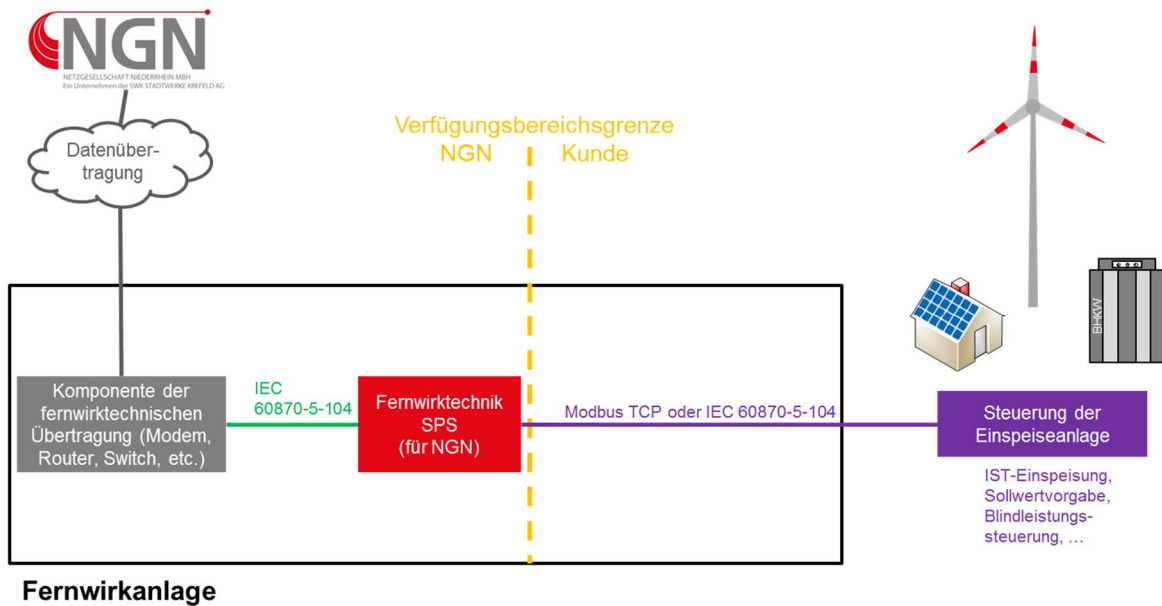 NGN
NETZGESELLSCHAFT NIEDERRHEIN MBH
Ein Unternehmen der SWK STADTWERKE KREFELD AG
Datenüber-
tragung
Verfügungsbereichsgrenze
NGN Kunde
BHKW
Komponente der
fernwirktechnischen
Übertragung (Modem,
Router, Switch, etc.)
IEC
60870-5-104
Fernwirktechnik
SPS
(für NGN)
Modbus TCP oder IEC 60870-5-104
Steuerung der
Einspeiseanlage
IST-Einspeisung,
Sollwertvorgabe,
Blindleistungs-
steuerung, …
Fernwirkanlage